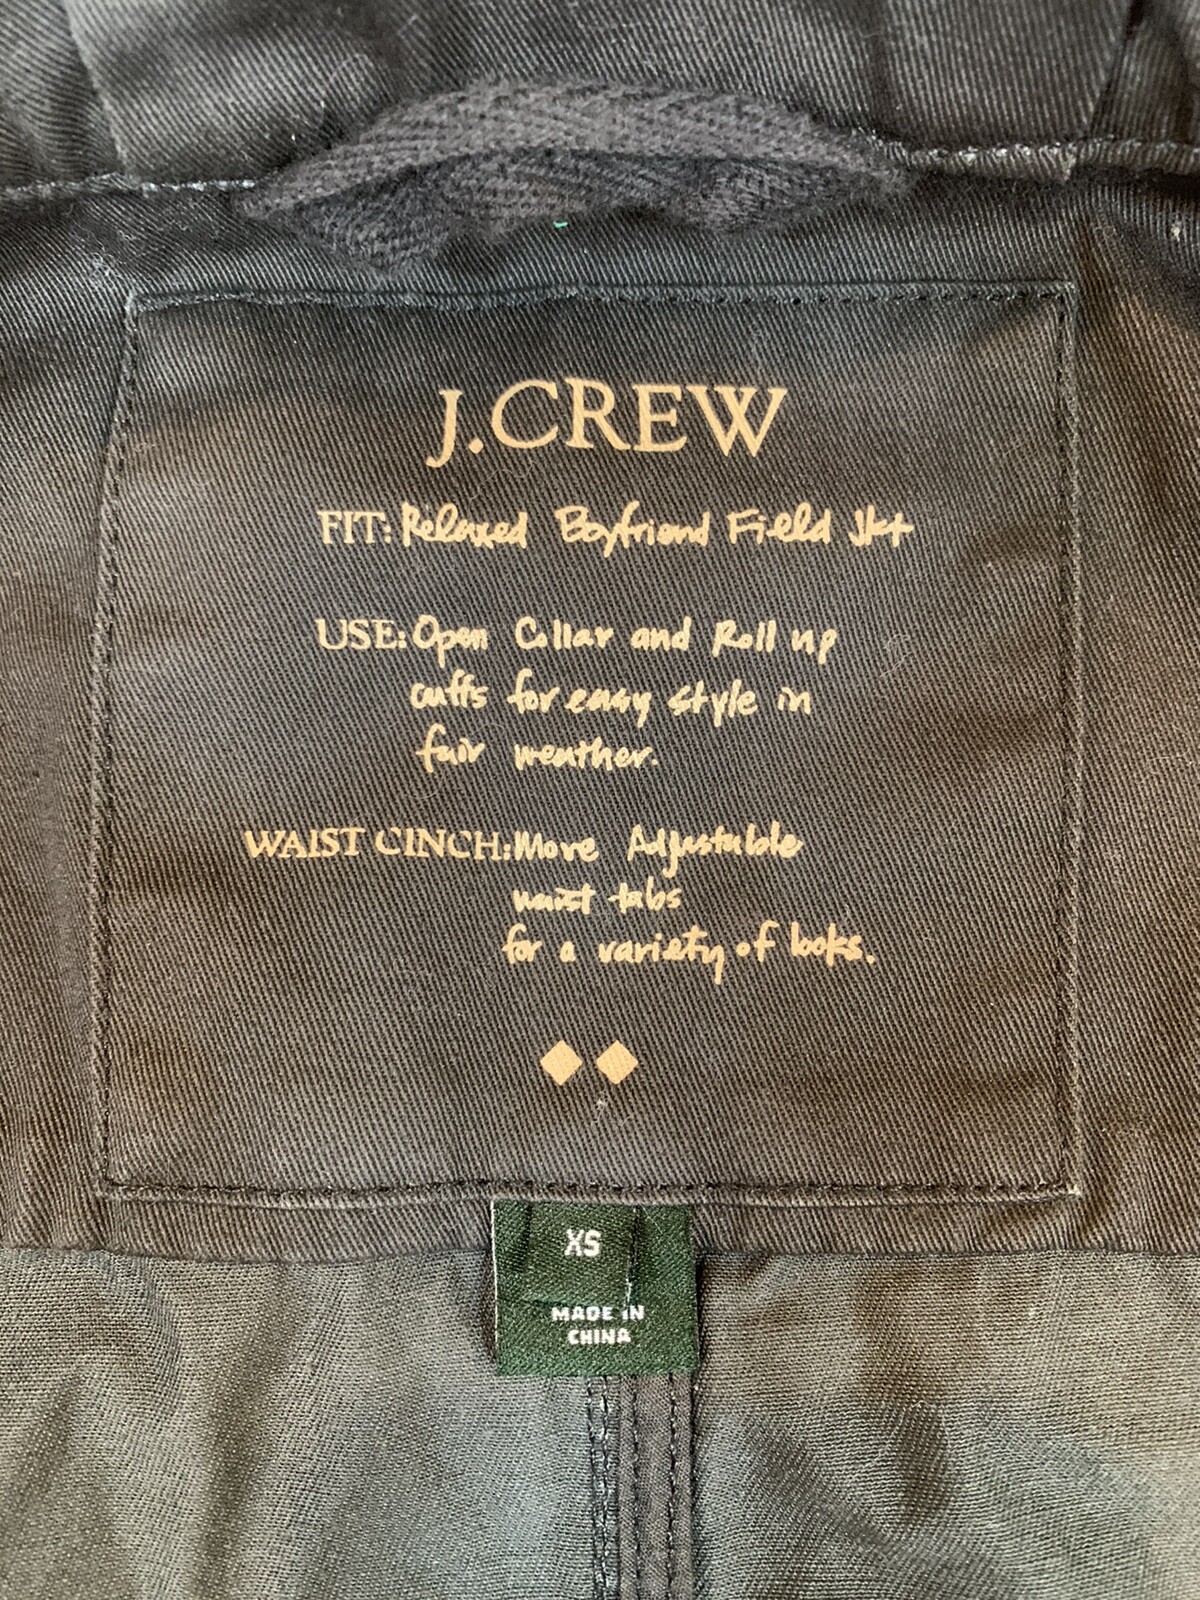 J.CREW
FIT: Relaxed Boyfriend Field Jkt
USE: Open Collar and Roll up
cuffs for easy style in
fair weather.
WAIST CINCH: Move Adjustable
waist tabs
for a variety of looks.
XS
MADE IN
CHINA